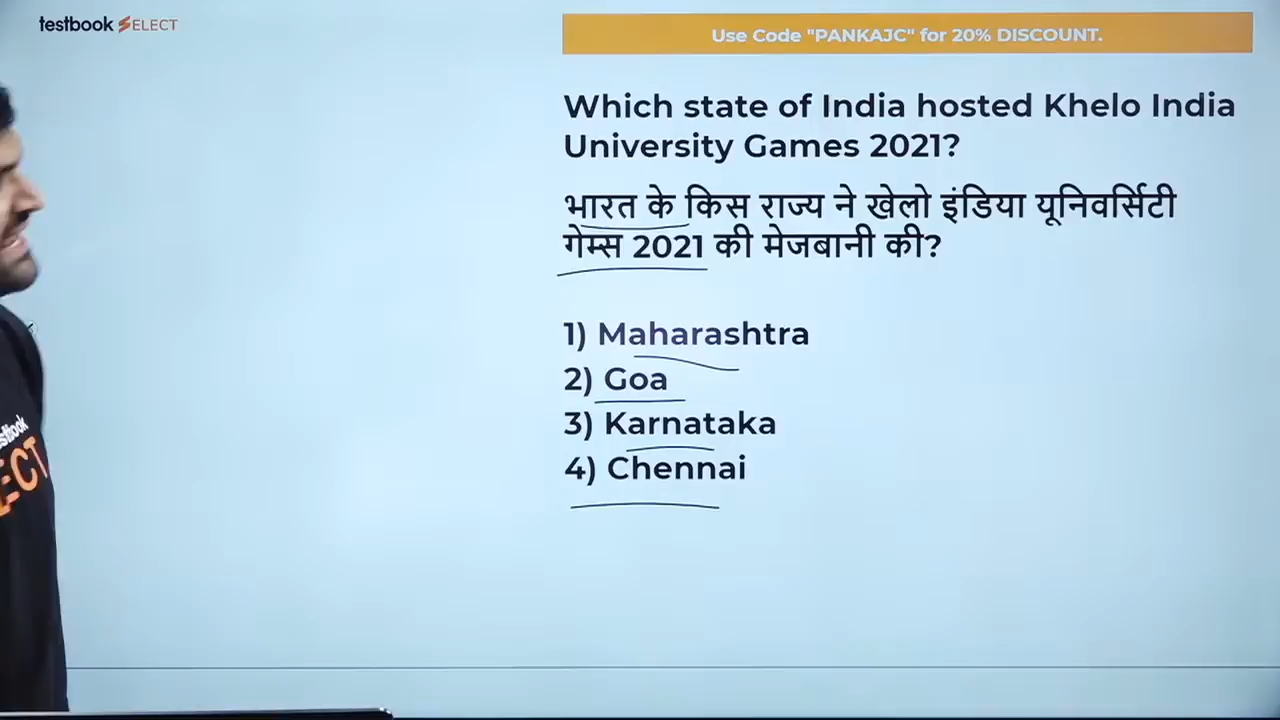 testbook SELECT
Use Code "PANKAJC" for 20% DISCOUNT.
Which state of India hosted Khelo India
University Games 2021?
भारत के किस राज्य ने खेलो इंडिया यूनिवर्सिटी
गेम्स 2021 की मेजबानी की?
1) Maharashtra
2) Goa
3) Karnataka
4) Chennai
ECT